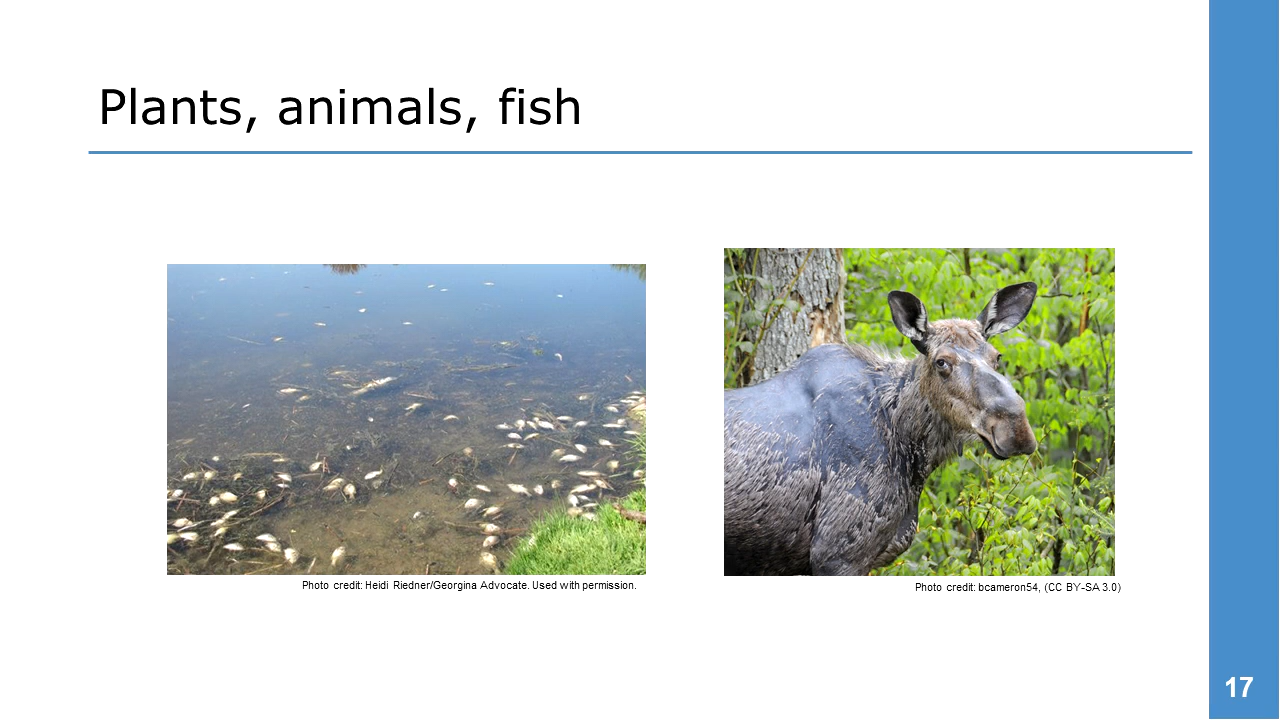 Plants, animals, fish
Photo credit: Heidi Riedner/Georgina Advocate. Used with permission.
Photo credit: bcameron54, (CC BY-SA 3.0)
17